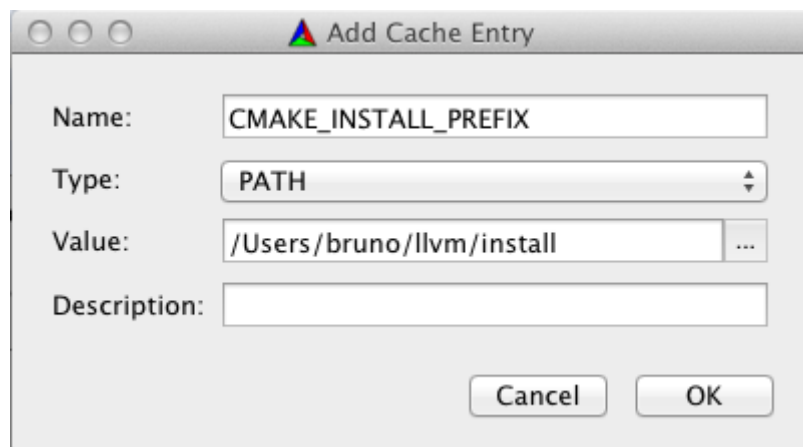 Add Cache Entry
Name: CMAKE_INSTALL_PREFIX
Type: PATH
Value: /Users/bruno/llvm/install ...
Description:
Cancel OK